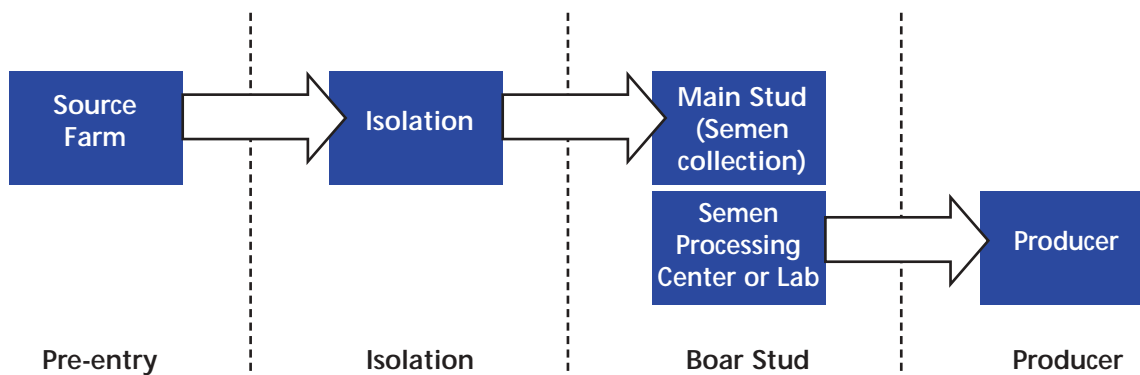 Source
Farm
Isolation
Main Stud
(Semen
collection)
Semen
Processing
Center or Lab
Producer
Pre-entry
Isolation
Boar Stud
Producer